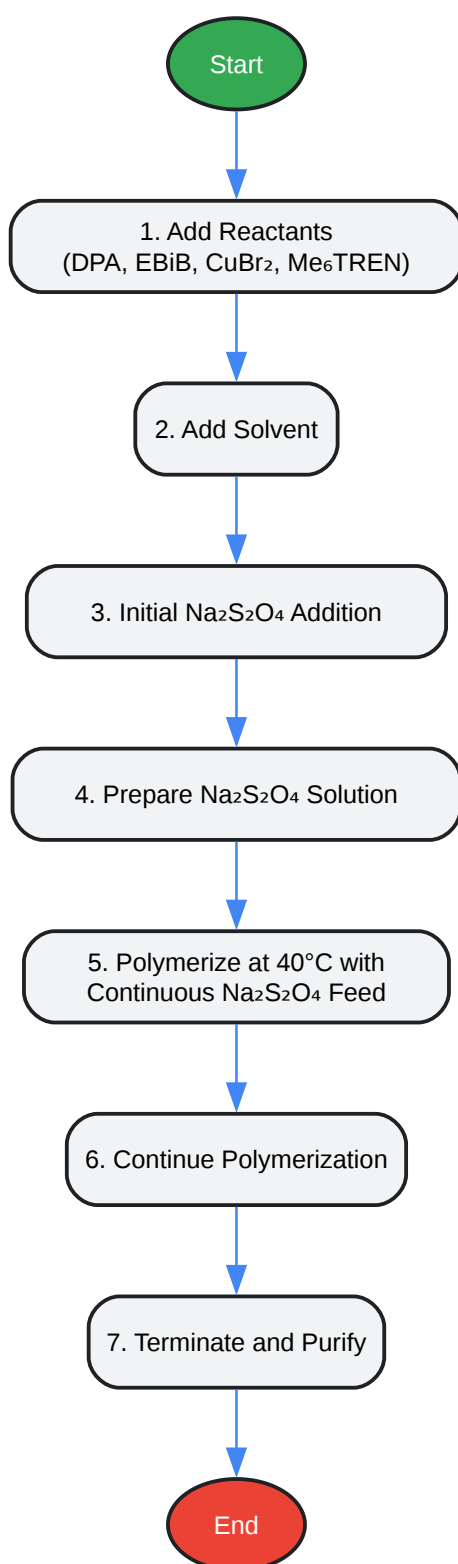 Start
1. Add Reactants
(DPA, EBiB, CuBr₂, Me₆TREN)
2. Add Solvent
3. Initial Na₂S₂O₄ Addition
4. Prepare Na₂S₂O₄ Solution
5. Polymerize at 40°C with
Continuous Na₂S₂O₄ Feed
6. Continue Polymerization
7. Terminate and Purify
End